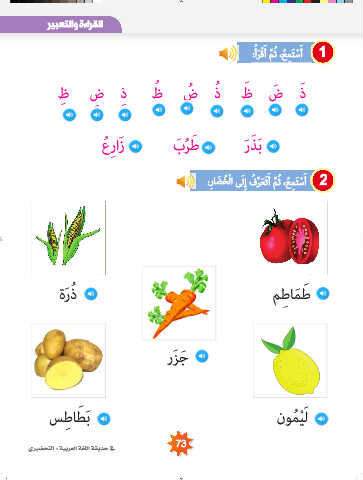 القراءة والتعبير
1 أَسْتَمِعُ، ثُمَّ أَقْرَأُ:
ذَ ضَ ظَ ذُ ضُ ظُ ذِ ضِ ظِ
بَذَرَ طَرُبَ زَارِعُ
2 أَسْتَمِعُ، ثُمَّ أَتَعَرَّفُ إِلَى الْخُضَارِ:
طَمَاطِم ذُرَة
جَزَر
لَيْمُون بَطَاطِس
73
في حديقة اللغة العربية - التحضيري